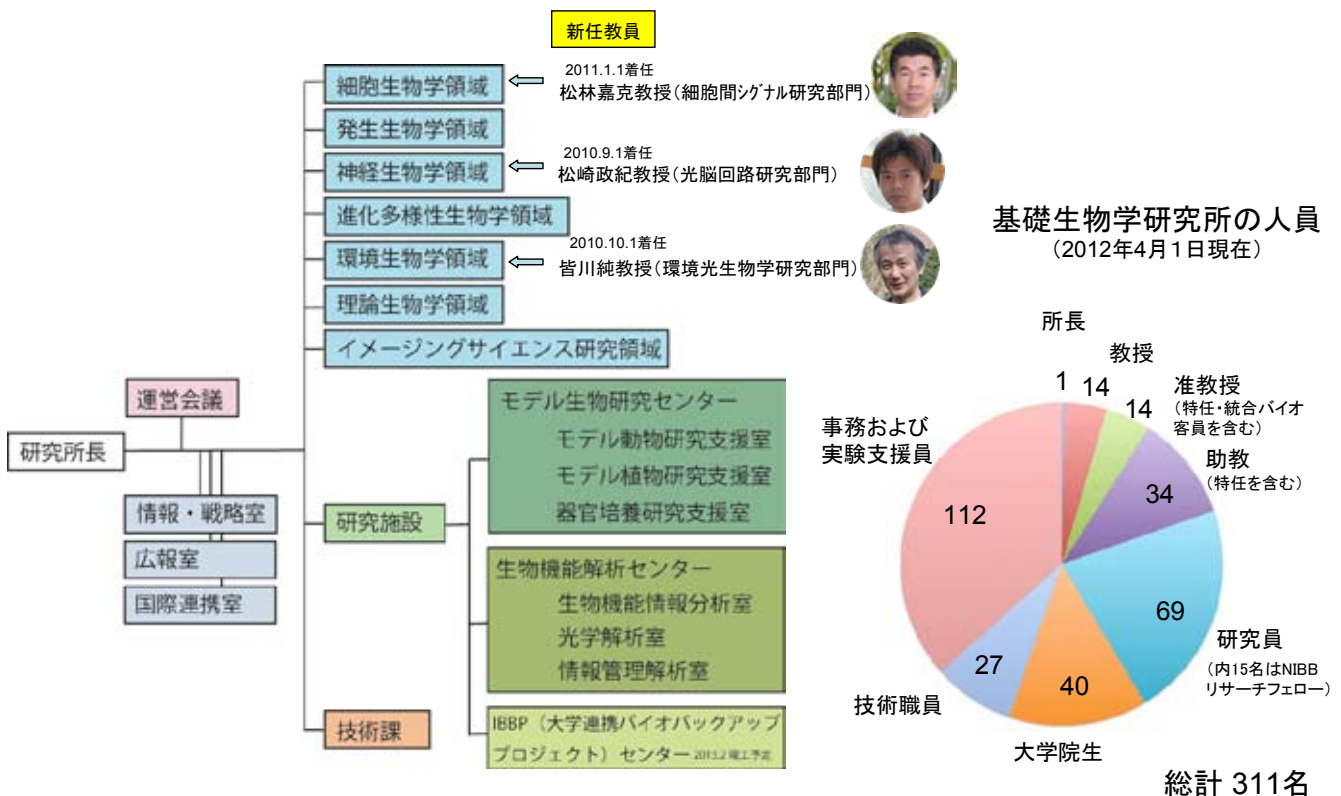 新任教員
細胞生物学領域
2011.1.1着任
松林嘉克教授(細胞間シグナル研究部門)
発生生物学領域
神経生物学領域
2010.9.1着任
松崎政紀教授(光脳回路研究部門)
進化多様性生物学領域
環境生物学領域
2010.10.1着任
皆川純教授(環境光生物学研究部門)
理論生物学領域
イメージングサイエンス研究領域
運営会議
研究所長
情報・戦略室
広報室
国際連携室
研究施設
技術課
モデル生物研究センター
モデル動物研究支援室
モデル植物研究支援室
器官培養研究支援室
生物機能解析センター
生物機能情報分析室
光学解析室
情報管理解析室
IBBP(大学連携バイオバックアップ
プロジェクト)センター 2013.2 竣工予定
基礎生物学研究所の人員
(2012年4月1日現在)
所長
1
教授
14
准教授
(特任・統合バイオ
客員を含む)
14
助教
(特任を含む)
34
研究員
(内15名はNIBB
リサーチフェロー)
69
大学院生
40
技術職員
27
事務および
実験支援員
112
総計 311名